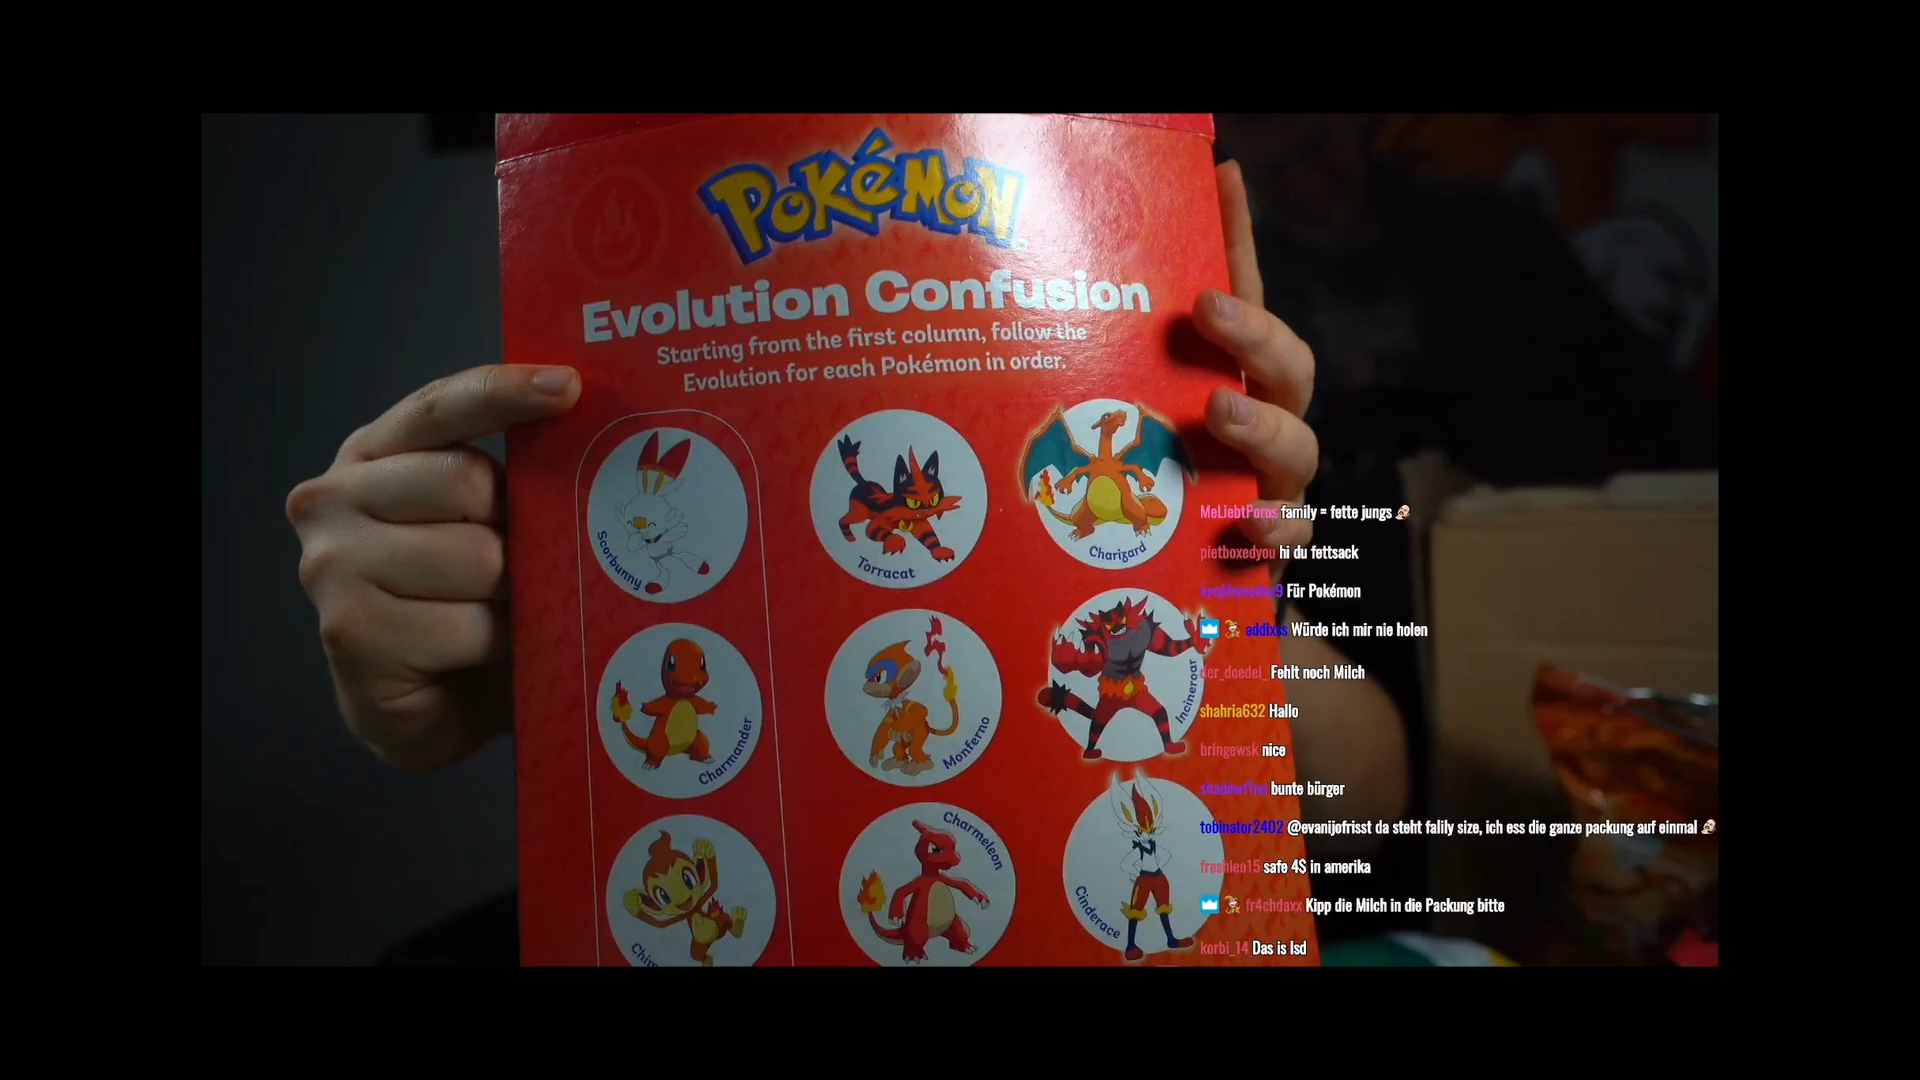 POKéMON
Evolution Confusion
Starting from the first column, follow the
Evolution for each Pokémon in order.
Scorbunny
Torracat
Charizard
Charmander
Monferno
Incineroar
Charmeleon
Cinderace
MeLiebtPoros family = fette jungs
pietboxedyou hi du fettsack
Für Pokémon
addixss Würde ich mir nie holen
der_doedel_ Fehlt noch Milch
shahria632 Hallo
bringewsk nice
bunte bürger
tobinator2402 @evanijofrisst da steht falily size, ich ess die ganze packung auf einmal
freshleo15 safe 4$ in amerika
fr4chdaxx Kipp die Milch in die Packung bitte
korbi_14 Das is lsd